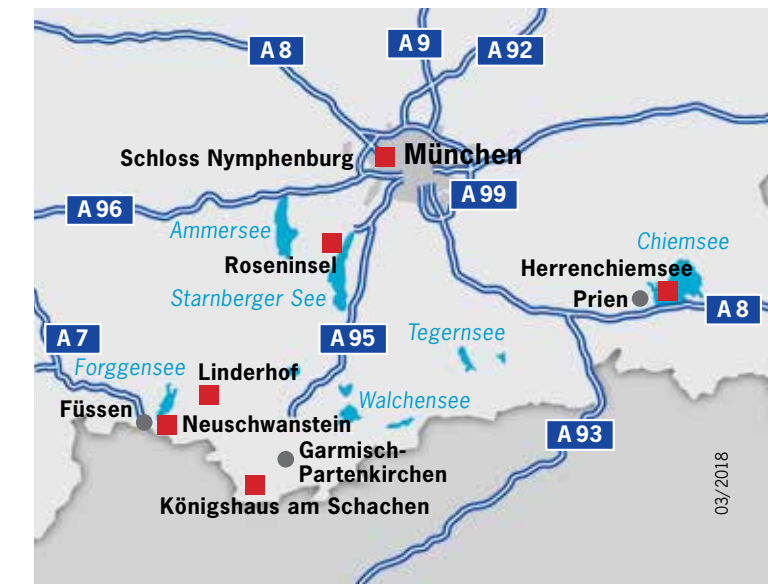 A 8
A 9
A 92
Schloss Nymphenburg
München
A 96
A 99
Ammersee
Roseninsel
Starnberger See
Chiemsee
Herrenchiemsee
Prien
A 8
A 7
A 95
Tegernsee
Forggensee
Linderhof
Walchensee
Füssen
Neuschwanstein
A 93
Garmisch-
Partenkirchen
Königshaus am Schachen
03/2018